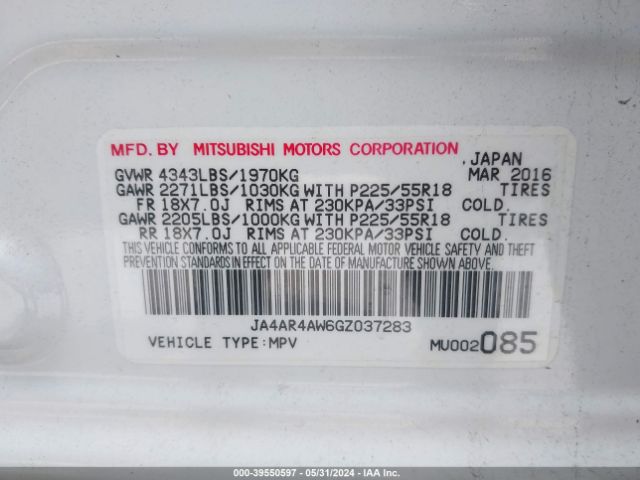 MFD. BY MITSUBISHI MOTORS CORPORATION
, JAPAN
GVWR 4343LBS/1970KG MAR 2016
GAWR 2271LBS/1030KG WITH P225/55R18 TIRES
FR 18X7.0J RIMS AT 230KPA/33PSI COLD.
GAWR 2205LBS/1000KG WITH P225/55R18 TIRES
RR 18X7.0J RIMS AT 230KPA/33PSI COLD.
THIS VEHICLE CONFORMS TO ALL APPLICABLE FEDERAL MOTOR VEHICLE SAFETY AND THEFT
PREVENTION STANDARDS IN EFFECT ON THE DATE OF MANUFACTURE SHOWN ABOVE.
JA4AR4AW6GZ037283
VEHICLE TYPE:MPV MU002085
000-39550597 - 05/31/2024 - IAA Inc.